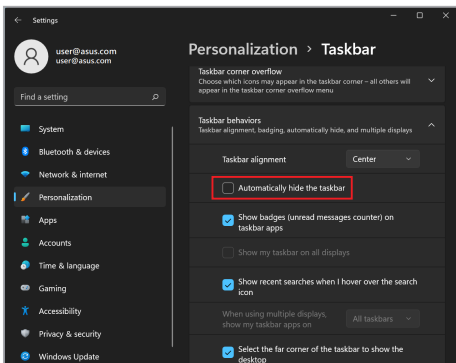 Settings
user@asus.com
user@asus.com
Find a setting
System
Bluetooth & devices
Network & internet
Personalization
Apps
Accounts
Time & language
Gaming
Accessibility
Privacy & security
Windows Update
Personalization > Taskbar
Taskbar corner overflow
Choose which icons may appear in the taskbar corner – all others will
appear in the taskbar corner overflow menu
Taskbar behaviors
Taskbar alignment, badging, automatically hide, and multiple displays
Taskbar alignment
Center
Automatically hide the taskbar
Show badges (unread messages counter) on
taskbar apps
Show my taskbar on all displays
Show recent searches when I hover over the search
icon
When using multiple displays,
show my taskbar apps on
All taskbars
Select the far corner of the taskbar to show the
desktop